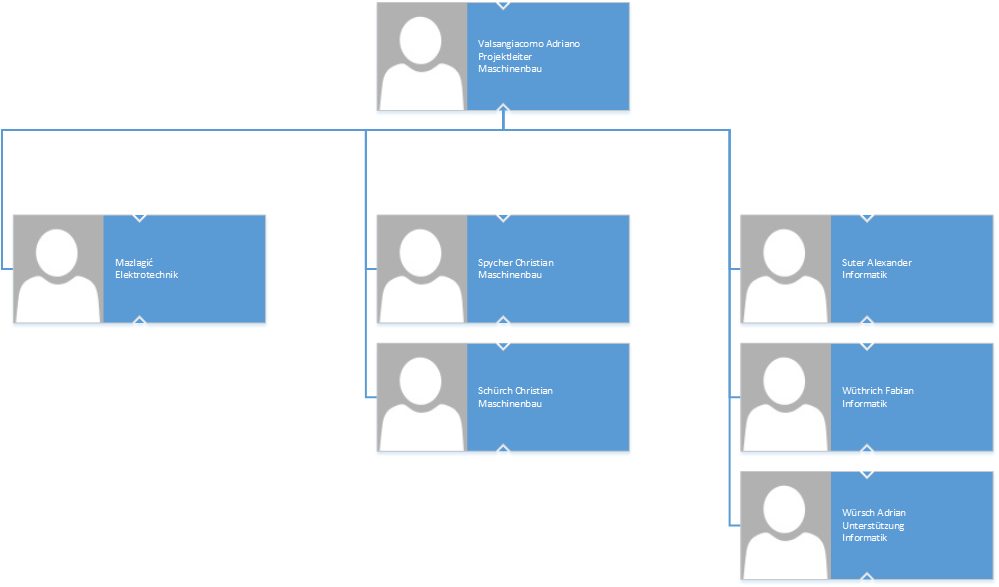 Valsangiacomo Adriano
Projektleiter
Maschinenbau
Mazlagić
Elektrotechnik
Spycher Christian
Maschinenbau
Suter Alexander
Informatik
Schürch Christian
Maschinenbau
Wüthrich Fabian
Informatik
Würsch Adrian
Unterstützung
Informatik